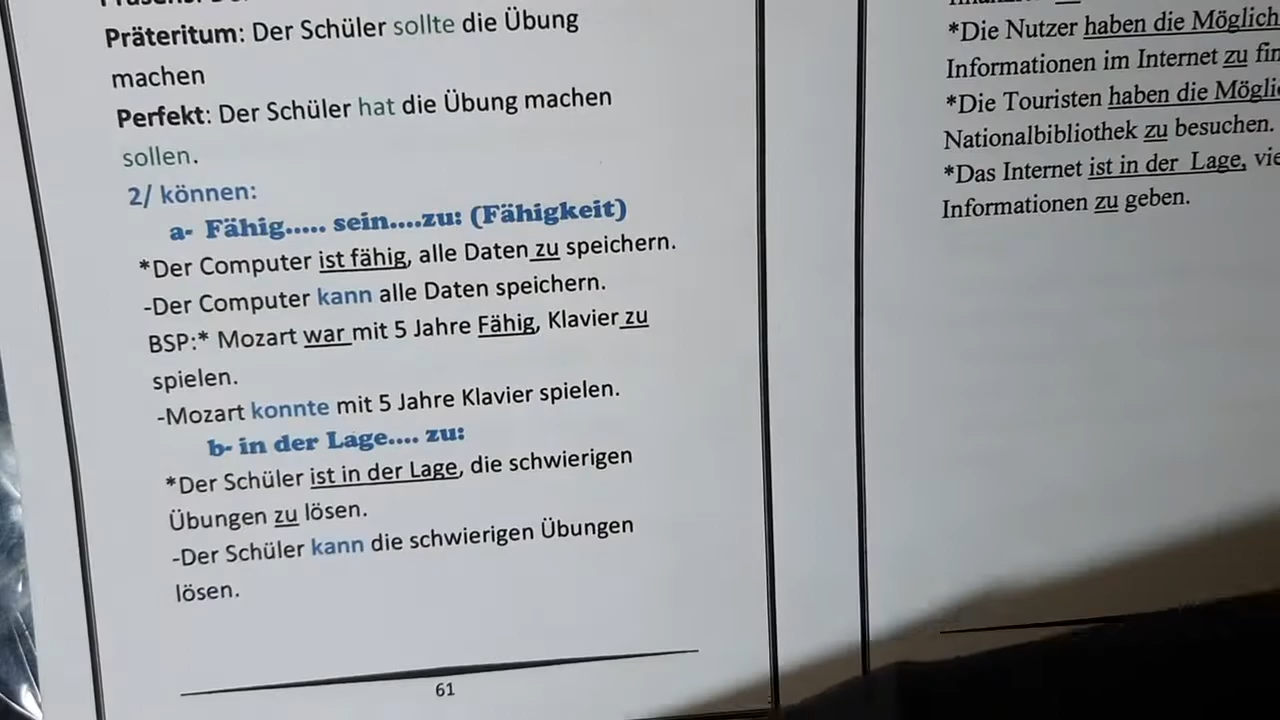 Präteritum: Der Schüler sollte die Übung
machen
Perfekt: Der Schüler hat die Übung machen
sollen.
2/ können:
a- Fähig..... sein....zu: (Fähigkeit)
*Der Computer ist fähig, alle Daten zu speichern.
-Der Computer kann alle Daten speichern.
BSP:* Mozart war mit 5 Jahre Fähig, Klavier zu
spielen.
-Mozart konnte mit 5 Jahre Klavier spielen.
b- in der Lage.... zu:
*Der Schüler ist in der Lage, die schwierigen
Übungen zu lösen.
-Der Schüler kann die schwierigen Übungen
lösen.
61
*Die Nutzer haben die Möglich
Informationen im Internet zu fin
*Die Touristen haben die Mögli
Nationalbibliothek zu besuchen.
*Das Internet ist in der Lage, vie
Informationen zu geben.